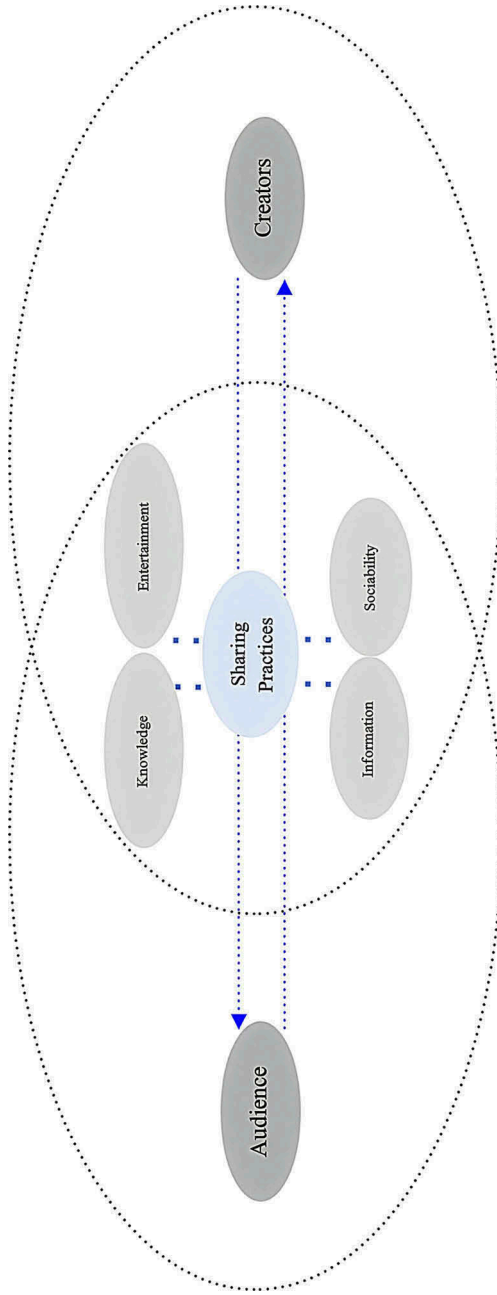 Knowledge
Entertainment
Audience
Sharing
Practices
Creators
Information
Sociability